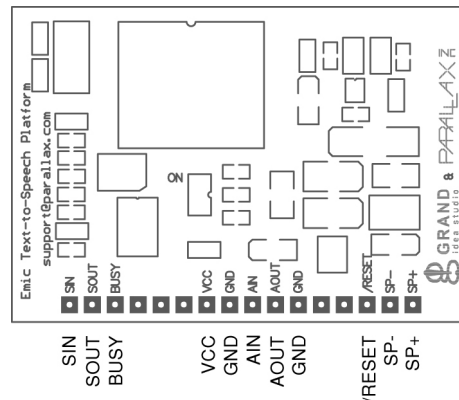 Emic Text-to-Speech Platform
support@parallax.com
ON
GRAND & PARALLAX INC
idea studio
SIN
SOUT
BUSY
VCC
GND
AIN
AOUT
GND
/RESET
SP-
SP+
SIN
SOUT
BUSY
VCC
GND
AIN
AOUT
GND
/RESET
SP-
SP+